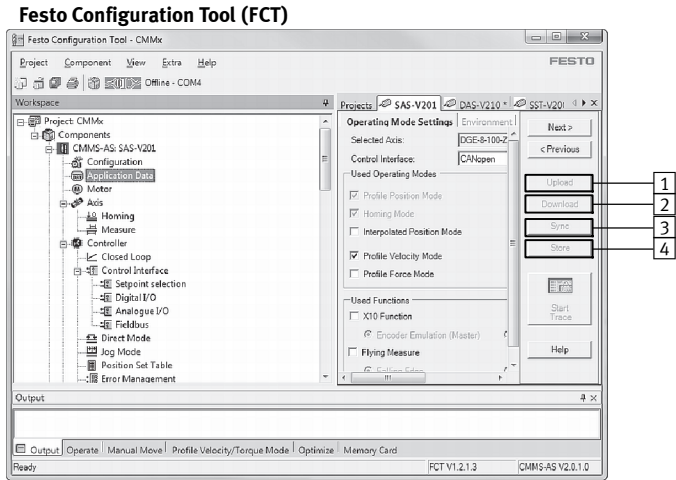 Festo Configuration Tool (FCT)
Festo Configuration Tool - CMMx
Project Component View Extra Help
FESTO
Offline - COM4
Workspace
Projects SAS-V201 DAS-V210 * SST-V201
Project: CMMx
Components
CMMS-AS: SAS-V201
Configuration
Application Data
Motor
Axis
Homing
Measure
Controller
Closed Loop
Control Interface
Setpoint selection
Digital I/O
Analogue I/O
Fieldbus
Direct Mode
Jog Mode
Position Set Table
Error Management
Operating Mode Settings Environment
Selected Axis: DGE-8-100-Z
Control Interface: CANopen
Used Operating Modes
Profile Position Mode
Homing Mode
Interpolated Position Mode
Profile Velocity Mode
Profile Force Mode
Used Functions
X10 Function
Encoder Emulation (Master)
Flying Measure
Falling Edge
Next >
< Previous
Upload 1
Download 2
Sync 3
Store 4
Start
Trace
Help
Output
Output Operate Manual Move Profile Velocity/Torque Mode Optimize Memory Card
Ready FCT V1.2.1.3 CMMS-AS V2.0.1.0